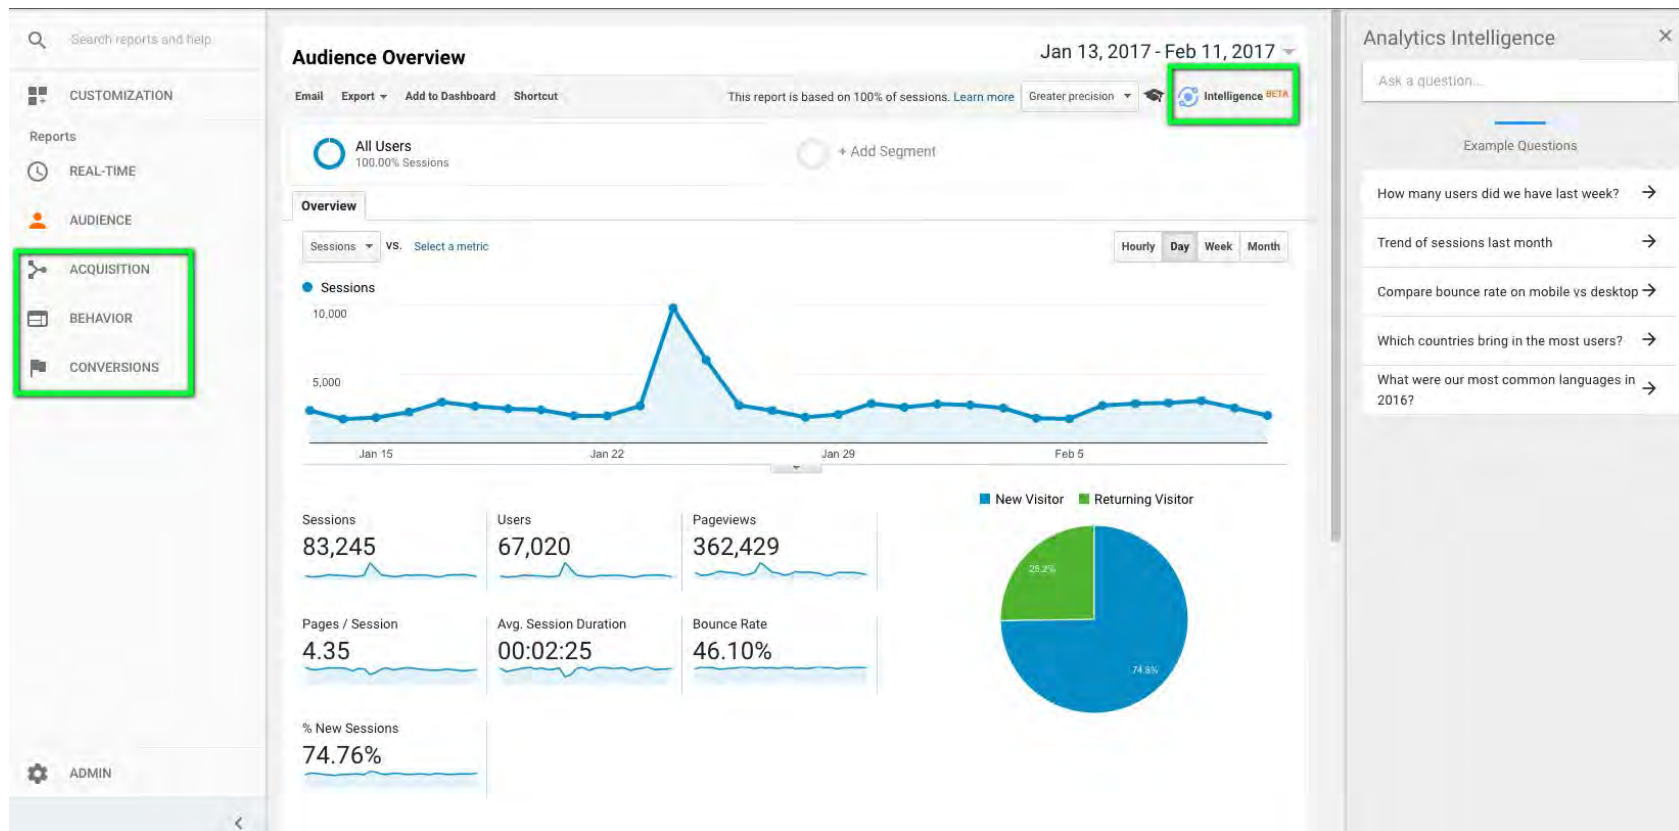 Search reports and help
CUSTOMIZATION
Reports
REAL-TIME
AUDIENCE
ACQUISITION
BEHAVIOR
CONVERSIONS
ADMIN
Audience Overview
Jan 13, 2017 - Feb 11, 2017
Email Export Add to Dashboard Shortcut
This report is based on 100% of sessions. Learn more Greater precision Intelligence BETA
All Users
100.00% Sessions
+ Add Segment
Overview
Sessions VS. Select a metric
Hourly Day Week Month
Sessions
10,000
5,000
Jan 15 Jan 22 Jan 29 Feb 5
New Visitor Returning Visitor
Sessions Users Pageviews
83,245 67,020 362,429
25.2%
Pages / Session Avg. Session Duration Bounce Rate
4.35 00:02:25 46.10%
74.8%
% New Sessions
74.76%
Analytics Intelligence
Ask a question...
Example Questions
How many users did we have last week?
Trend of sessions last month
Compare bounce rate on mobile vs desktop
Which countries bring in the most users?
What were our most common languages in
2016?